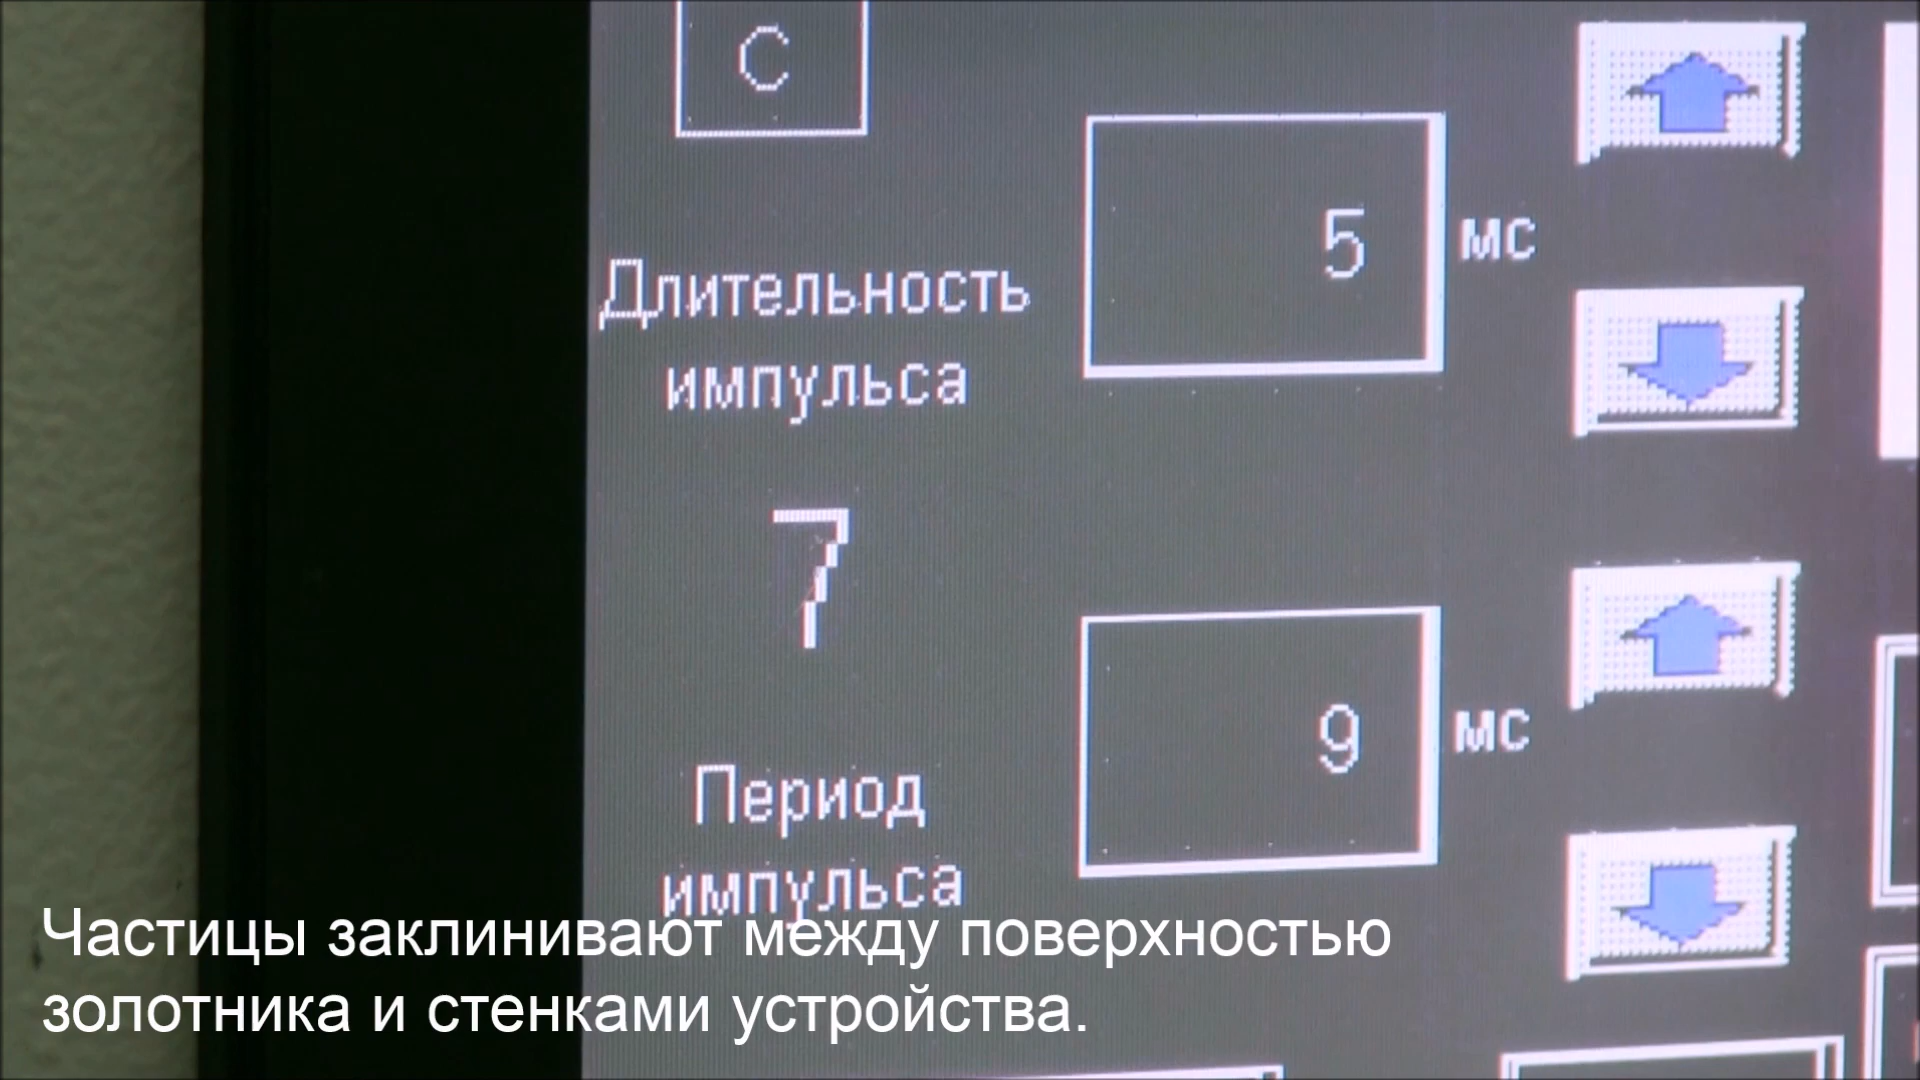 С
5 мс
Длительность
импульса
7
9 мс
Период
импульса
Частицы заклинивают между поверхностью
золотника и стенками устройства.